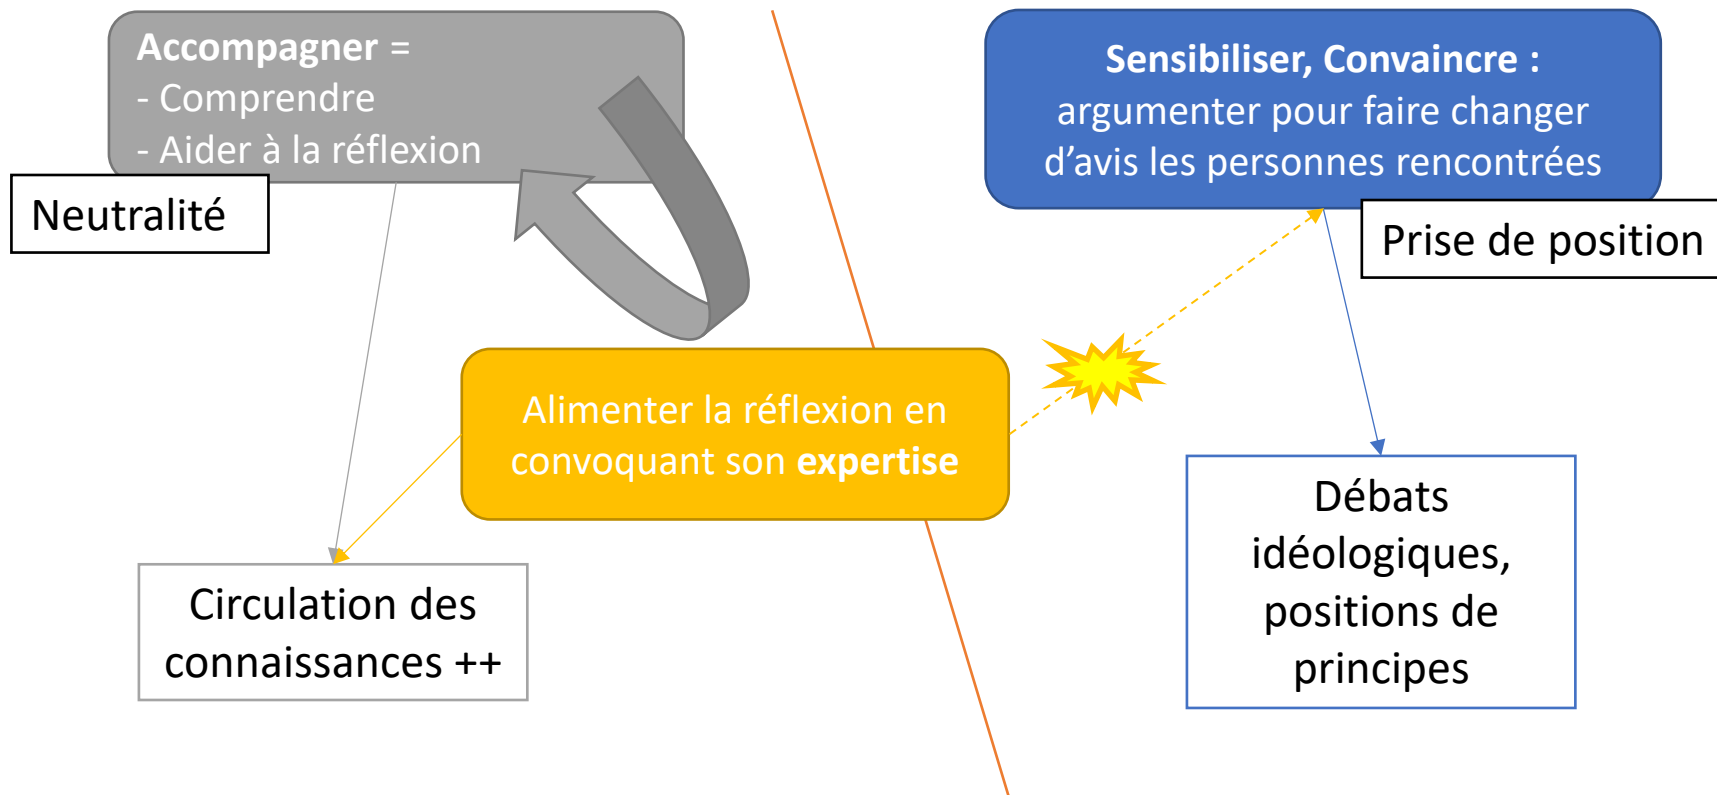 Accompagner =
- Comprendre
- Aider à la réflexion
Neutralité
Sensibiliser, Convaincre :
argumenter pour faire changer
d’avis les personnes rencontrées
Prise de position
Alimenter la réflexion en
convoquant son expertise
Circulation des
connaissances ++
Débats
idéologiques,
positions de
principes